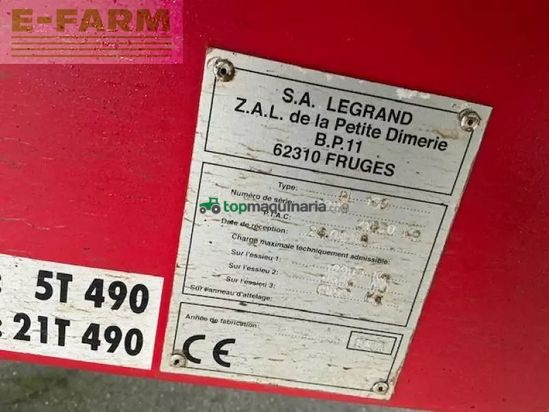 E-FARM
S.A. LEGRAND
Z.A.L. de la Petite Dimerie
B.P.11
62310 FRUGES
Type:
Numéro de série
P.T.A.C:
topmaquinaria
Date de reception:
Charge maximale techniquement admissible:
Sur l'essieu 1:
Sur l'essieu 2:
Sur l'essieu 3:
Sur l'anneau d'attelage:
Année de fabrication:
CE
5T 490
21T 490